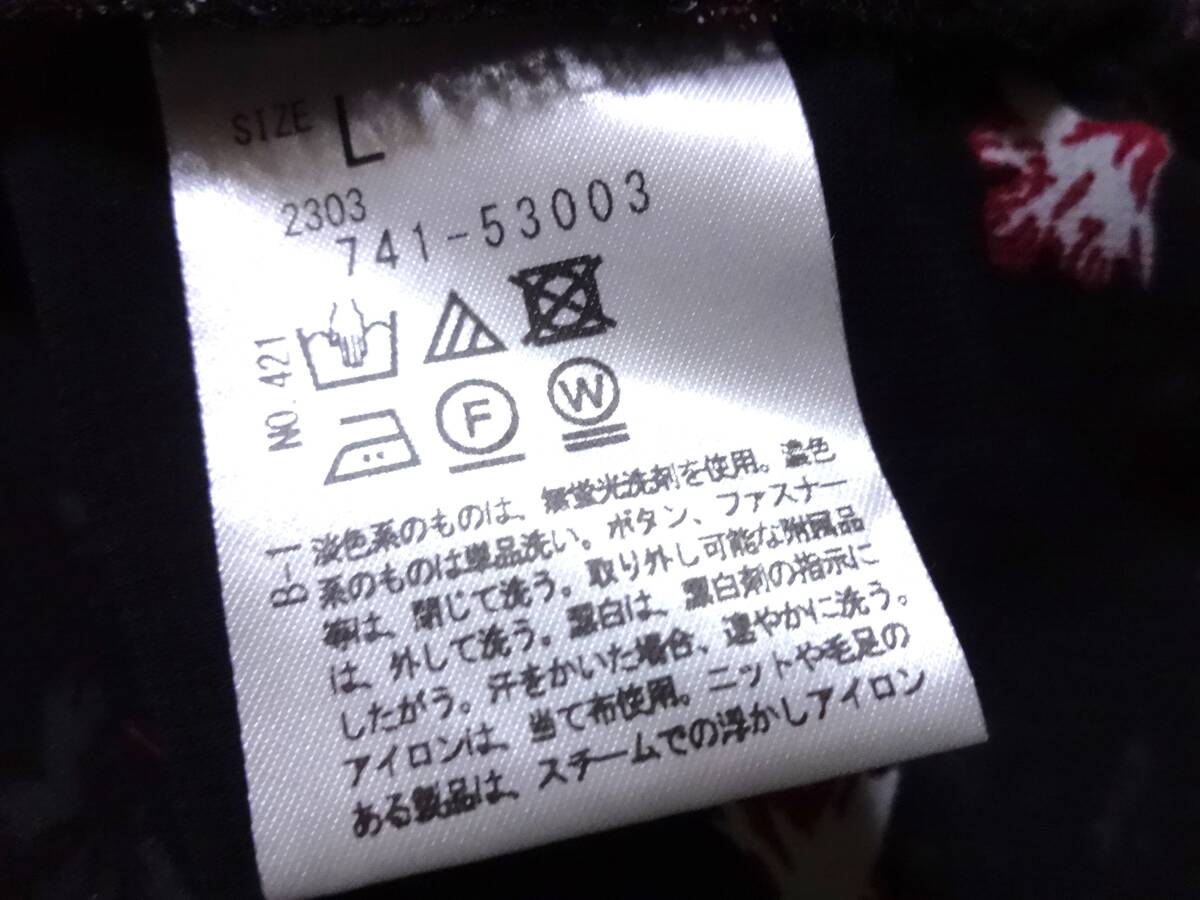 SIZE L
2303
741-53003
NO. 421
F
W
B-1
淡色系のものは、無蛍光洗剤を使用。濃色
系のものは単品洗い。ボタン、ファスナー
等は、閉じて洗う。取り外し可能な附属品
は、外して洗う。漂白は、漂白剤の指示に
したがう。汗をかいた場合、速やかに洗う。
アイロンは、当て布使用。ニットや毛足の
ある製品は、スチームでの浮かしアイロン